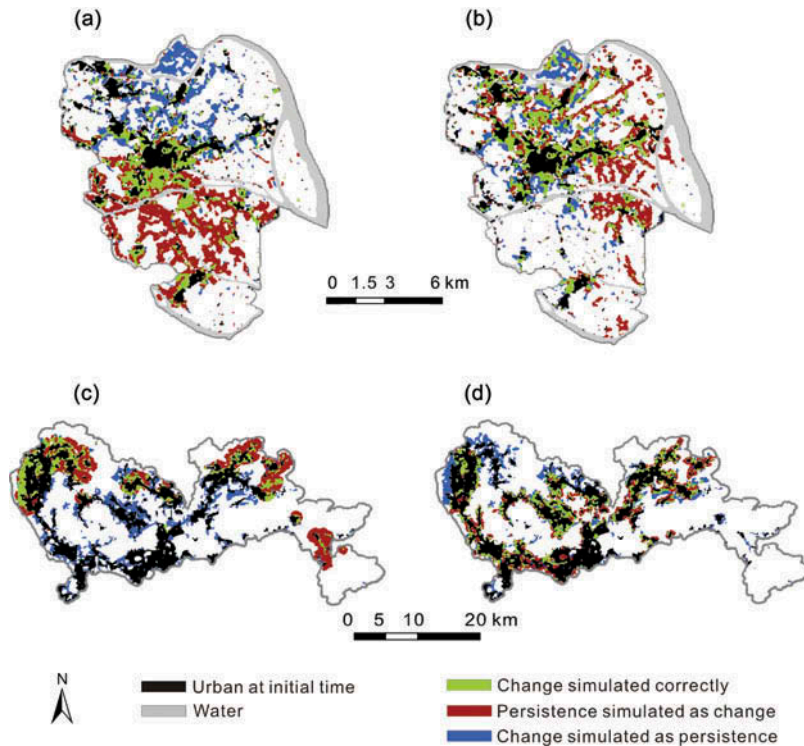 (a)
(b)
0 1.5 3 6 km
(c)
(d)
0 5 10 20 km
N
Urban at initial time
Water
Change simulated correctly
Persistence simulated as change
Change simulated as persistence